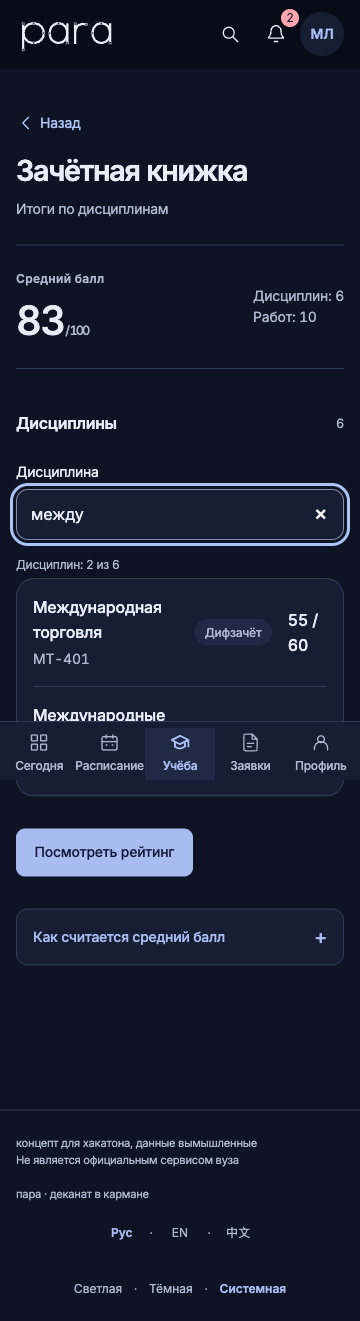 para
2
МЛ
Назад
Зачётная книжка
Итоги по дисциплинам
Средний балл
83/100
Дисциплин: 6
Работ: 10
Дисциплины
6
Дисциплина
между
Дисциплин: 2 из 6
Международная
торговля
МТ-401
Дифзачёт
55 /
60
Международные
Сегодня
Расписание
Учёба
Заявки
Профиль
Посмотреть рейтинг
Как считается средний балл
+
концепт для хакатона, данные вымышленные
Не является официальным сервисом вуза
пара · деканат в кармане
Рус · EN · 中文
Светлая · Тёмная · Системная